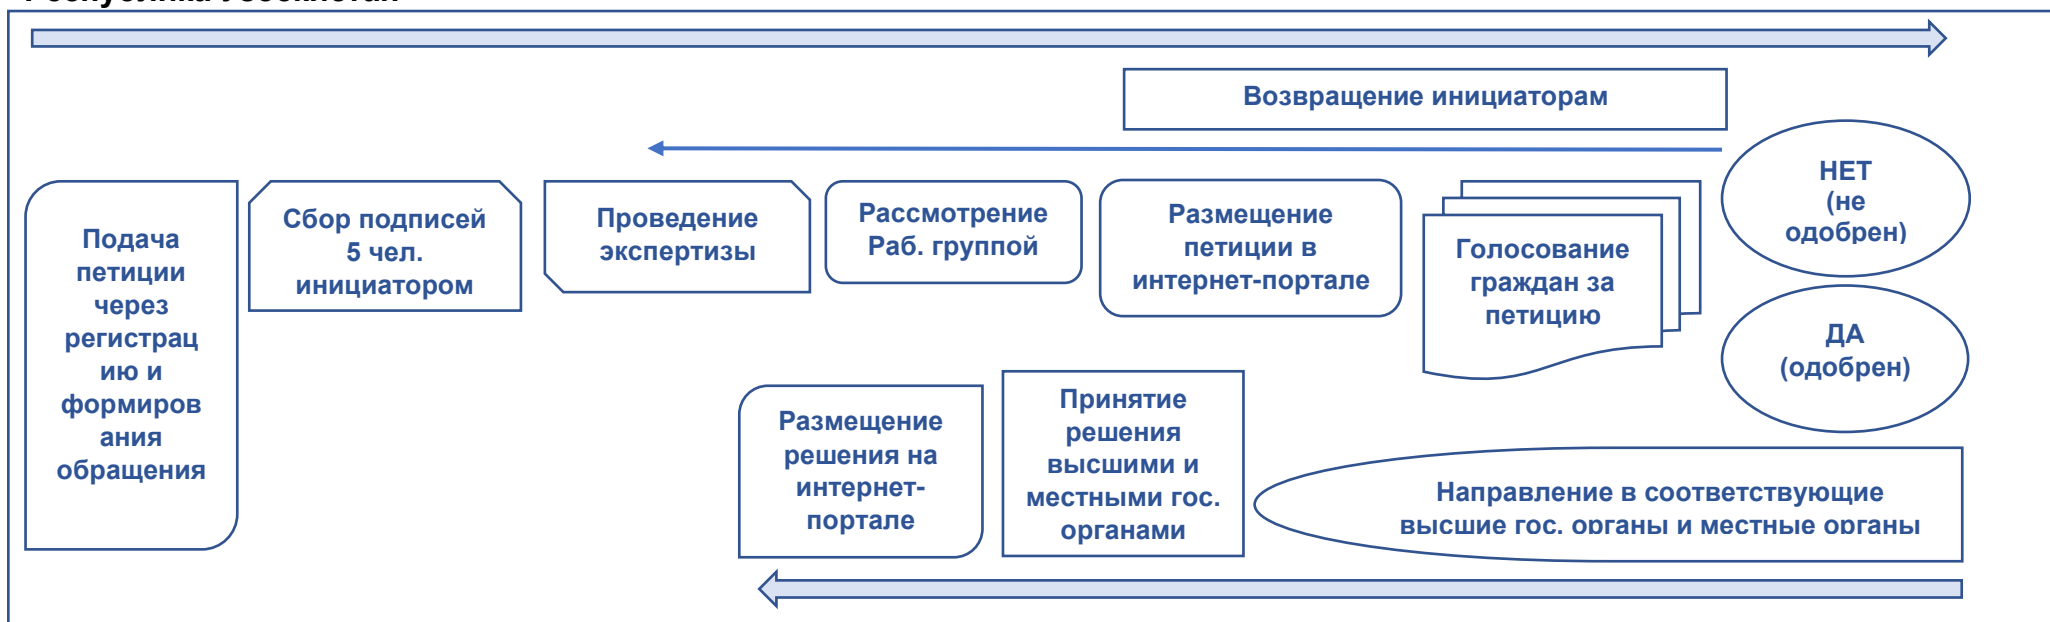 Республика Узбекистан
Возвращение инициаторам
НЕТ
(не
одобрен)
Подача
петиции
через
регистрац
ию и
формиров
ания
обращения
Сбор подписей
5 чел.
инициатором
Проведение
экспертизы
Рассмотрение
Раб. группой
Размещение
петиции в
интернет-портале
Голосование
граждан за
петицию
ДА
(одобрен)
Размещение
решения на
интернет-
портале
Принятие
решения
высшими и
местными гос.
органами
Направление в соответствующие
высшие гос. органы и местные органы